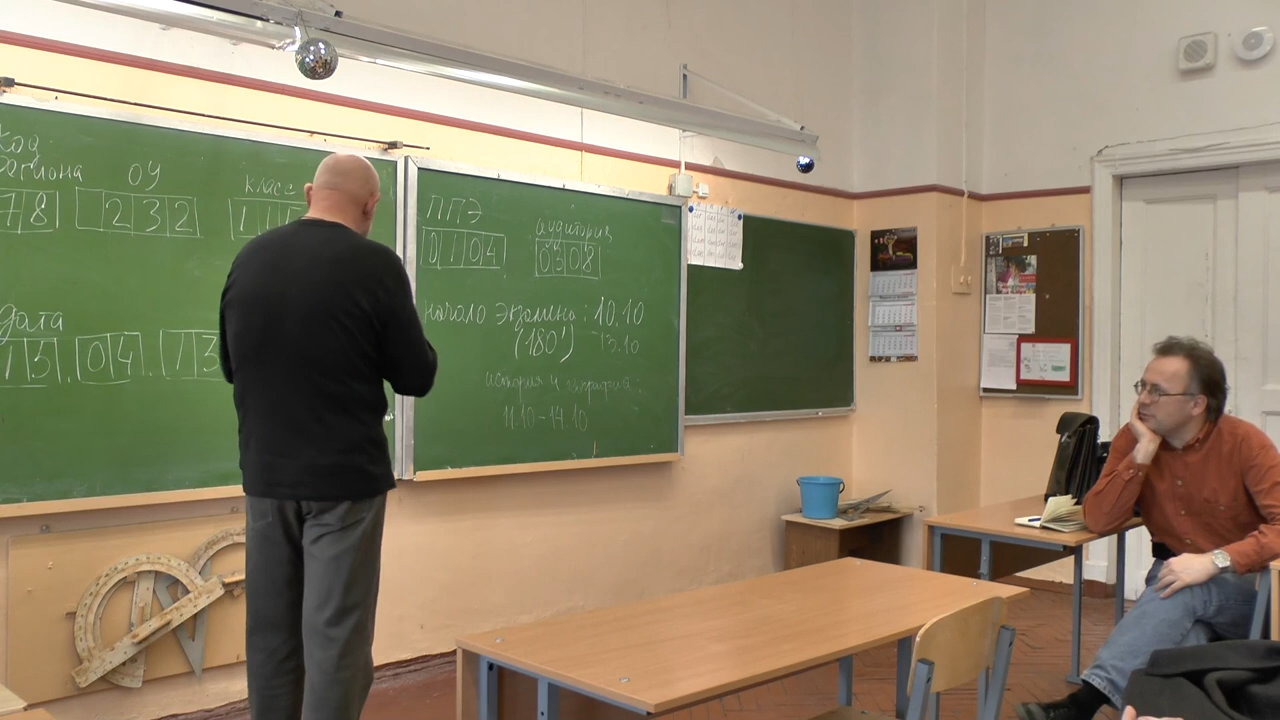 Код
региона
ОУ
класс
78
232
11
дата
15.04.13
ППЭ
аудитория
0104
0308
начало экзамена: 10.10
(180')
13.10
история и география:
11.10-14.10